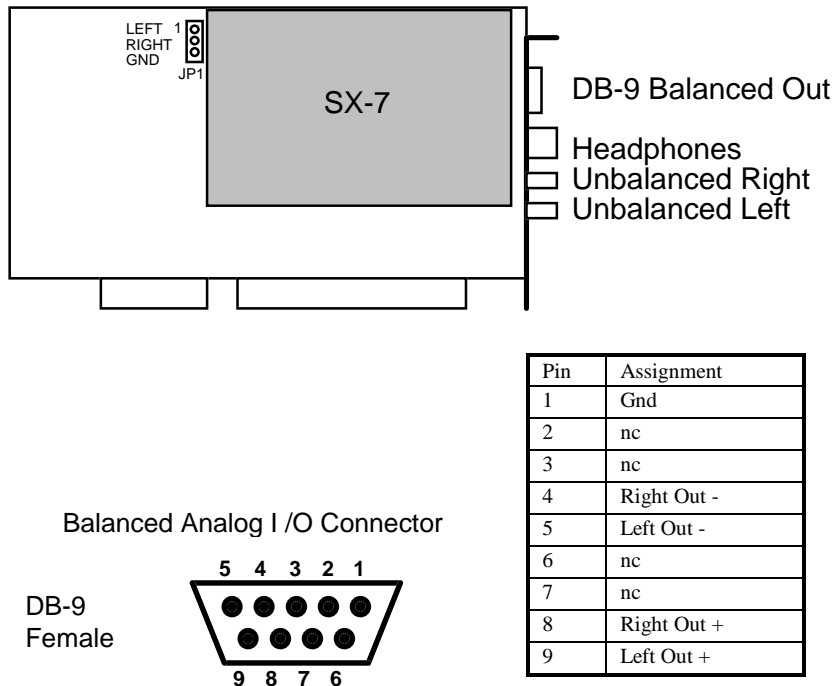 LEFT 1
RIGHT
GND
JP1
SX-7
DB-9 Balanced Out
Headphones
Unbalanced Right
Unbalanced Left
Pin Assignment
1 Gnd
2 nc
3 nc
4 Right Out -
5 Left Out -
6 nc
7 nc
8 Right Out +
9 Left Out +
Balanced Analog I /O Connector
5 4 3 2 1
DB-9
Female
9 8 7 6